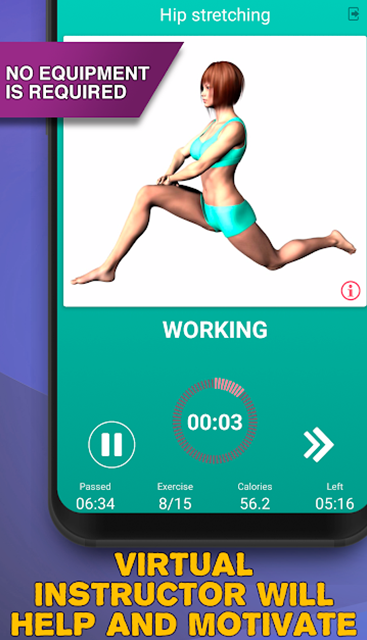 Hip stretching
NO EQUIPMENT
IS REQUIRED
WORKING
00:03
Passed Exercise Calories Left
06:34 8/15 56.2 05:16
VIRTUAL
INSTRUCTOR WILL
HELP AND MOTIVATE